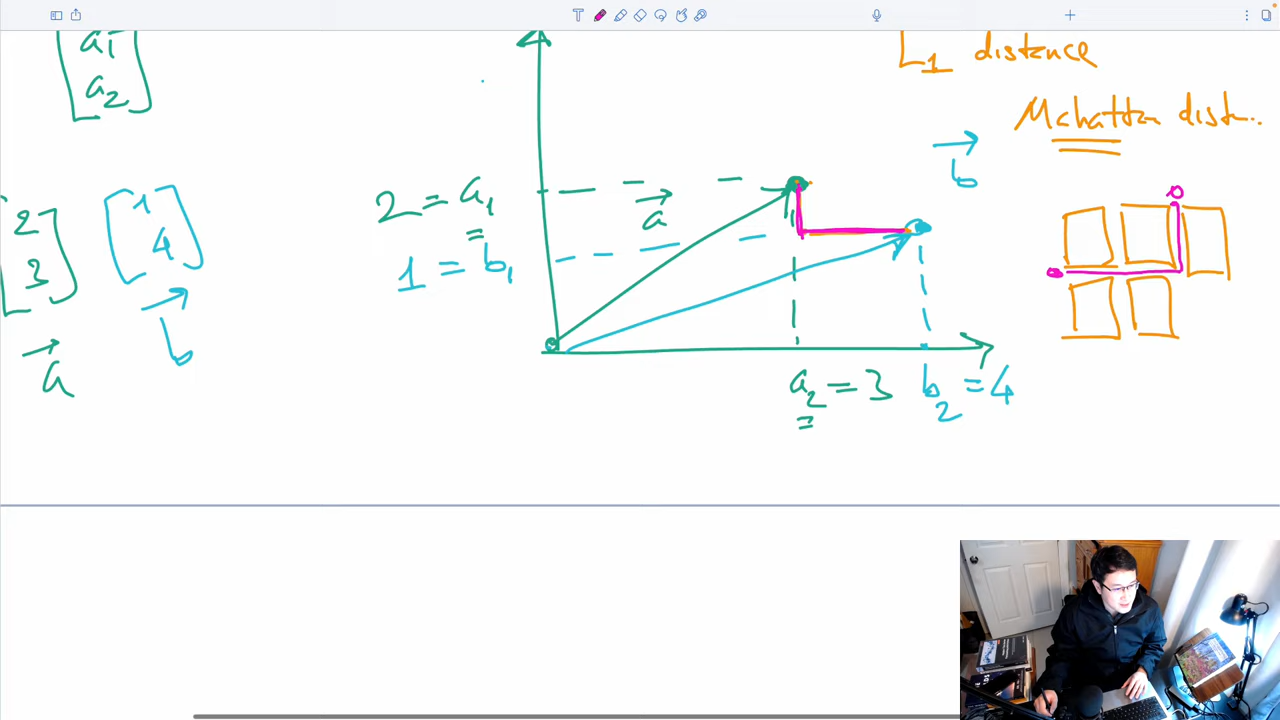 a1
a2
L1 distance
Mahattan dist..
2
3
1
4
a
b
2 = a1
1 = b1
a
b
a2 = 3
b2 = 4